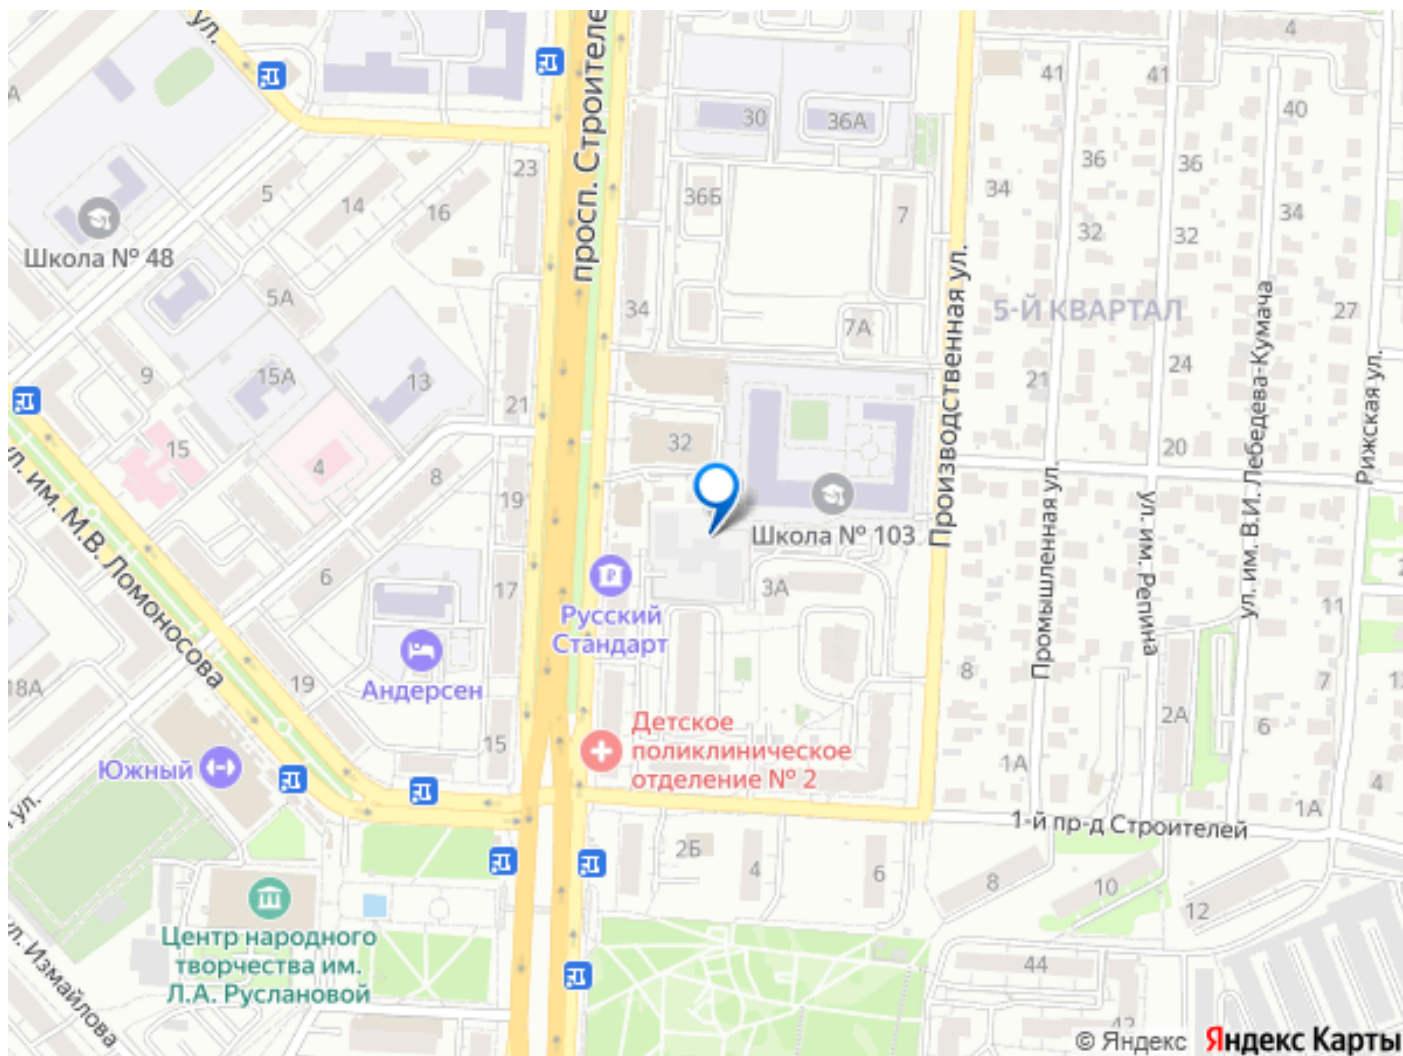 ул.
просп. Строителе
4
41
41
40
А
30
36А
36
36
23
5
14
16
36Б
7
34
34
Школа № 48
32
32
5А
34
7А
5-Й КВАРТАЛ
27
Производственная ул.
ул. им. В.И. Лебедева-Кумача
Рижская ул.
9
15А
13
21
21
24
15
4
8
32
20
19
Школа № 103
ул. им. М.В. Ломоносова
6
17
3А
Русский
Стандарт
Промышленная ул.
ул. им. Репина
11
18А
19
Андерсен
8
7
2А
6
15
Детское
поликлиническое
отделение № 2
Южный
1А
4
1А
1-й пр-д Строителей
2Б
4
6
8
10
12
Центр народного
творчества им.
Л.А. Руслановой
44
ул. Измайлова
© Яндекс
Яндекс Карты